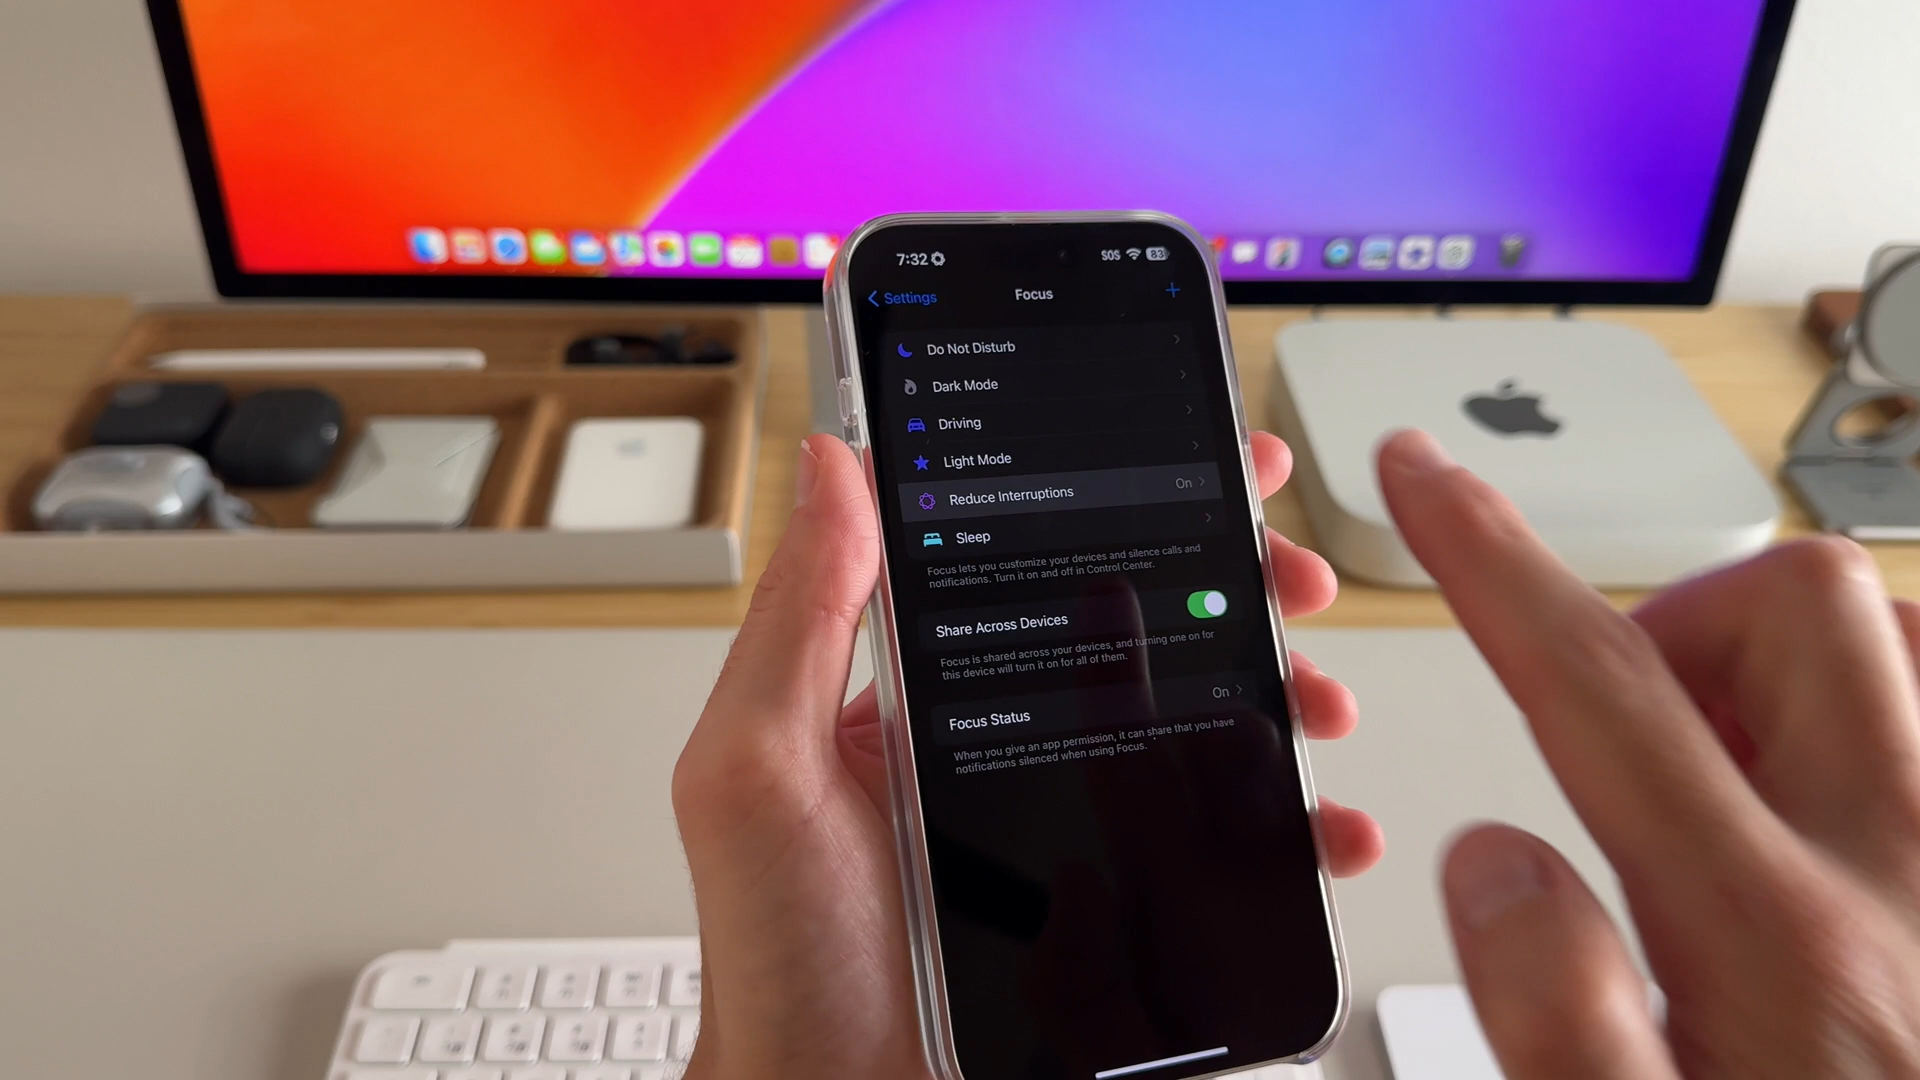 7:32
SOS
83
Settings
Focus
Do Not Disturb
Dark Mode
Driving
Light Mode
Reduce Interruptions On
Sleep
Focus lets you customize your devices and silence calls and
notifications. Turn it on and off in Control Center.
Share Across Devices
Focus is shared across your devices, and turning one on for
this device will turn it on for all of them.
Focus Status On
When you give an app permission, it can share that you have
notifications silenced when using Focus.